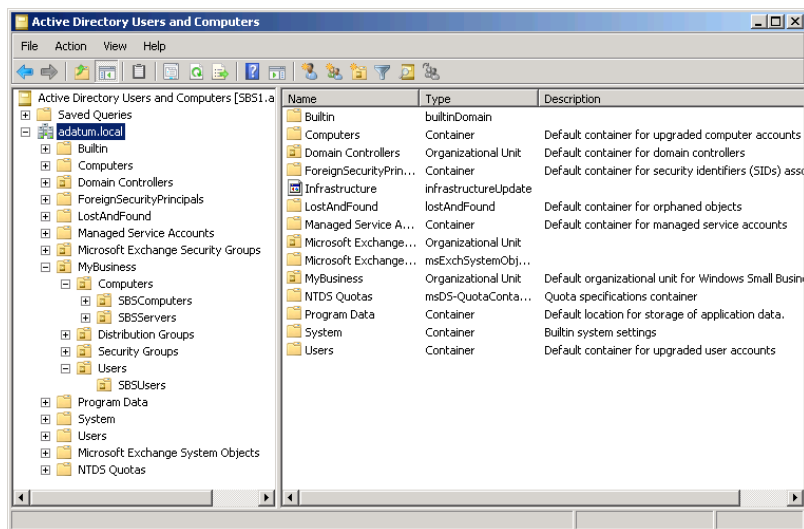 Active Directory Users and Computers
File Action View Help
Active Directory Users and Computers [SBS1.a
Saved Queries
adatum.local
Builtin
Computers
Domain Controllers
ForeignSecurityPrincipals
LostAndFound
Managed Service Accounts
Microsoft Exchange Security Groups
MyBusiness
Computers
SBSComputers
SBSServers
Distribution Groups
Security Groups
Users
SBSUsers
Program Data
System
Users
Microsoft Exchange System Objects
NTDS Quotas
Name Type Description
Builtin builtinDomain
Computers Container Default container for upgraded computer accounts
Domain Controllers Organizational Unit Default container for domain controllers
ForeignSecurityPrin... Container Default container for security identifiers (SIDs) asso
Infrastructure infrastructureUpdate
LostAndFound lostAndFound Default container for orphaned objects
Managed Service A... Container Default container for managed service accounts
Microsoft Exchange... Organizational Unit
Microsoft Exchange... msExchSystemObj...
MyBusiness Organizational Unit Default organizational unit for Windows Small Busin
NTDS Quotas msDS-QuotaConta... Quota specifications container
Program Data Container Default location for storage of application data.
System Container Builtin system settings
Users Container Default container for upgraded user accounts